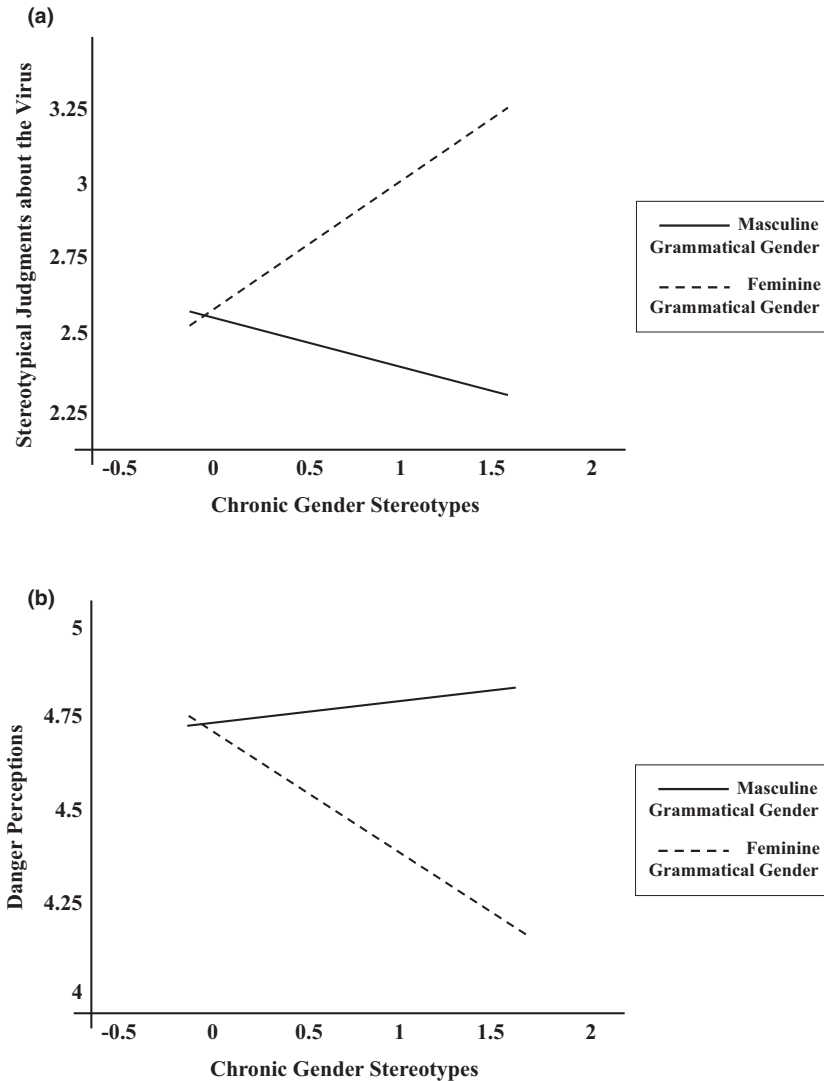 (a)
Stereotypical Judgments about the Virus
3.25
3
2.75
2.5
2.25
-0.5 0 0.5 1 1.5 2
Chronic Gender Stereotypes
Masculine
Grammatical Gender
Feminine
Grammatical Gender
(b)
Danger Perceptions
5
4.75
4.5
4.25
4
-0.5 0 0.5 1 1.5 2
Chronic Gender Stereotypes
Masculine
Grammatical Gender
Feminine
Grammatical Gender